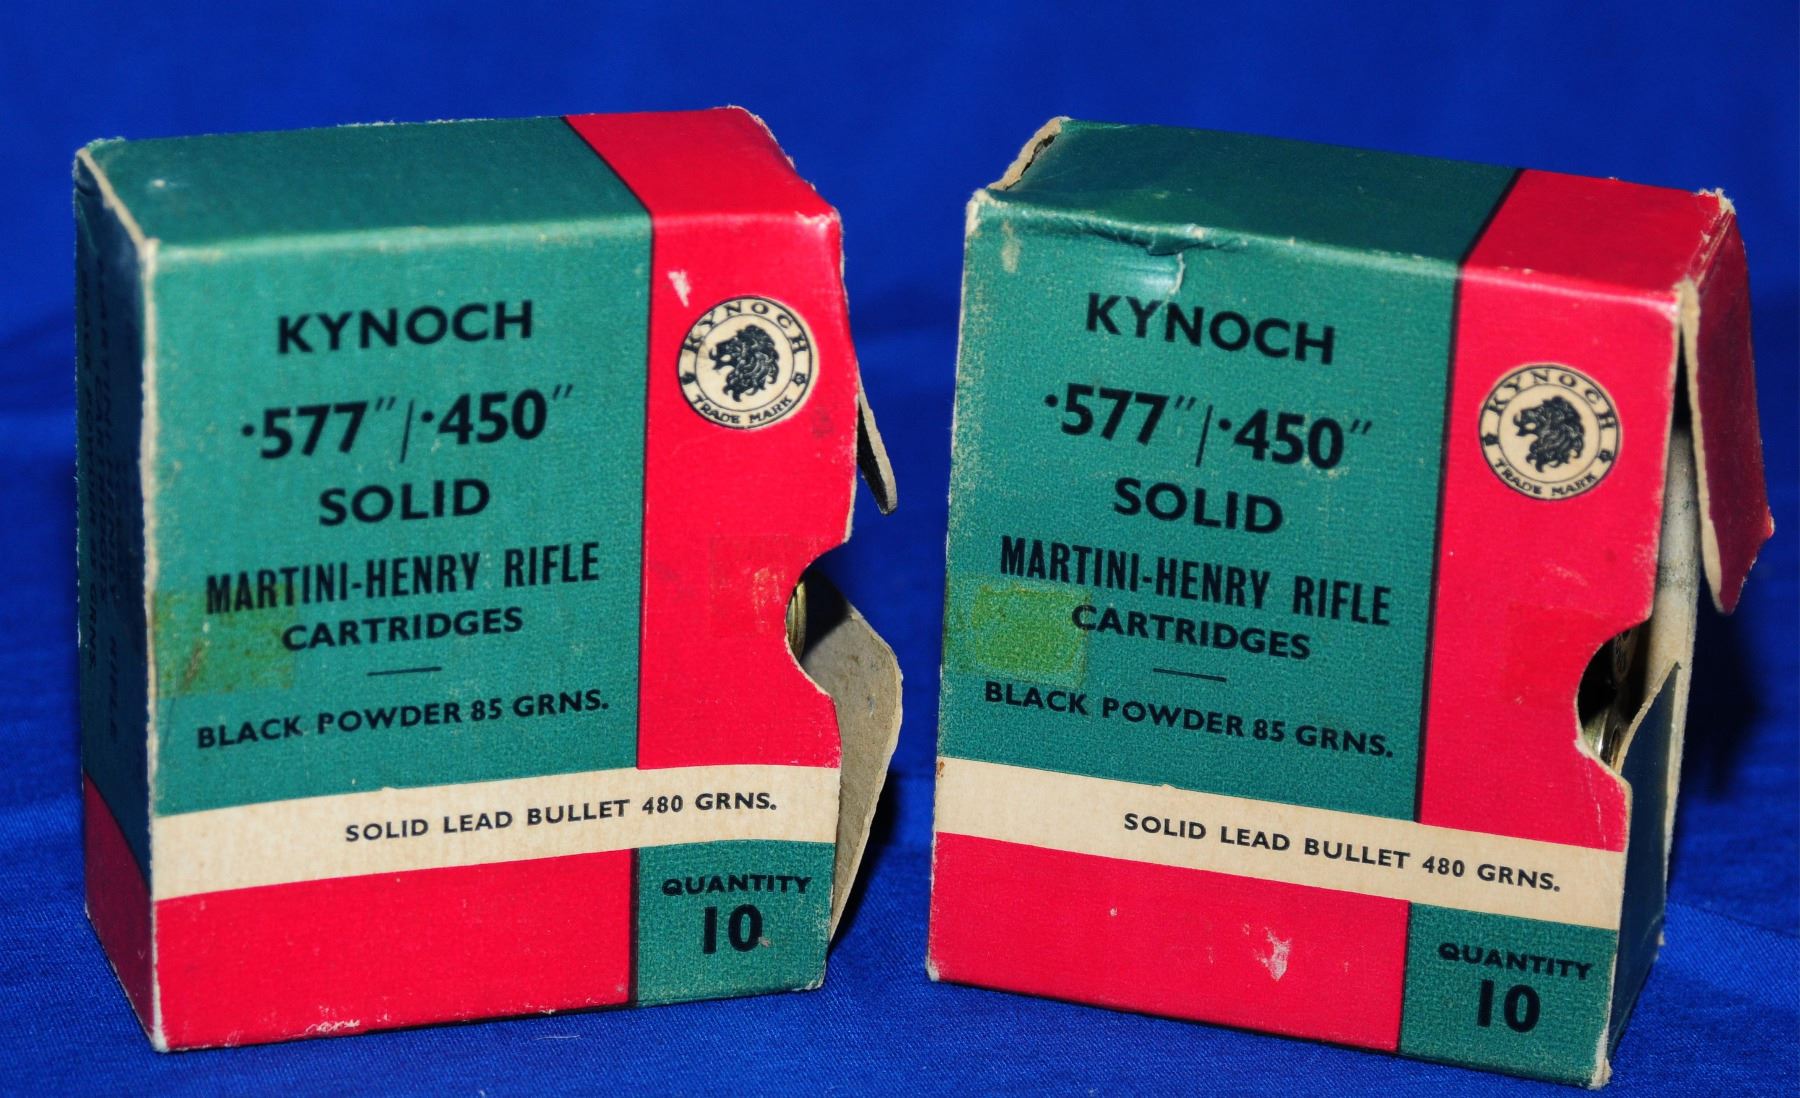 KYNOCH
.577"/.450"
SOLID
MARTINI-HENRY RIFLE
CARTRIDGES
BLACK POWDER 85 GRNS.
SOLID LEAD BULLET 480 GRNS.
QUANTITY
10
KYNOCH
TRADE MARK
KYNOCH
.577"/.450"
SOLID
MARTINI-HENRY RIFLE
CARTRIDGES
BLACK POWDER 85 GRNS.
SOLID LEAD BULLET 480 GRNS.
QUANTITY
10
KYNOCH
TRADE MARK